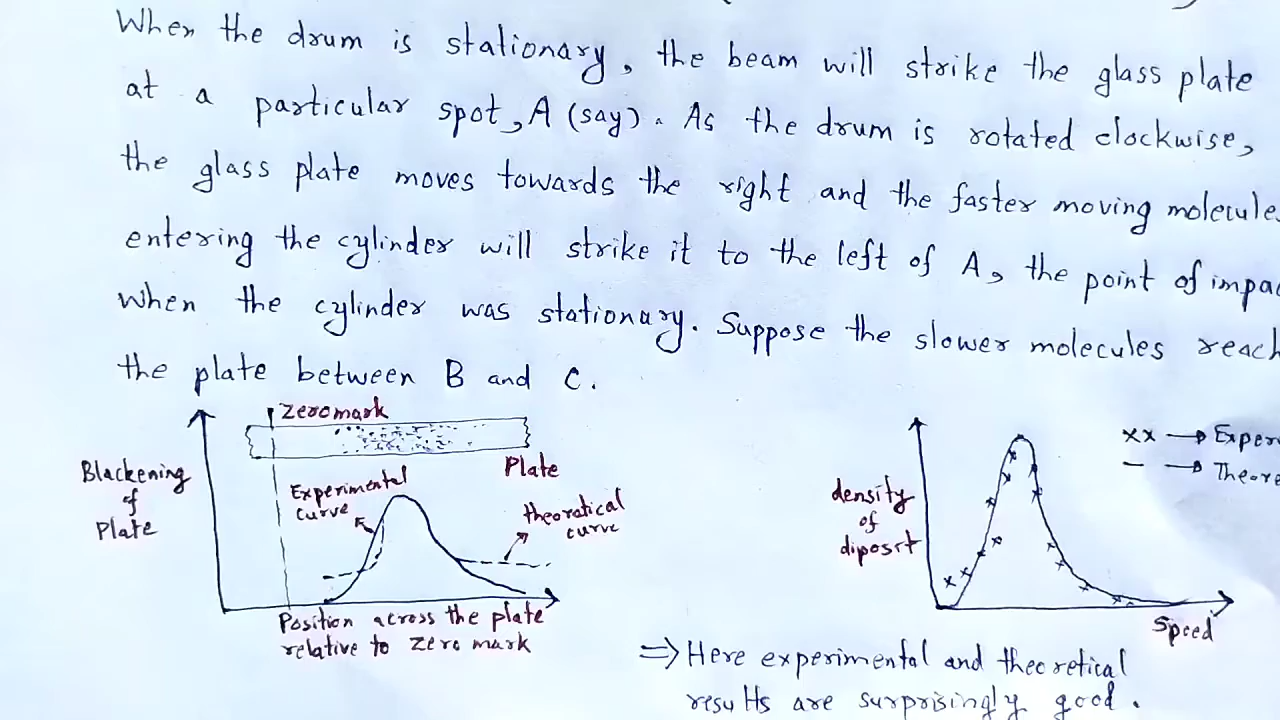 When the drum is stationary, the beam will strike the glass plate
at a particular spot, A (say). As the drum is rotated clockwise,
the glass plate moves towards the right and the faster moving molecules
entering the cylinder will strike it to the left of A, the point of impac
when the cylinder was stationary. Suppose the slower molecules reach
the plate between B and C.
Zero mark
Plate
Blackening
of
Plate
Experimental
curve
theoratical
curve
Position across the plate
relative to zero mark
density
of
diposit
Speed
xx → Exper
— → Theore
⇒ Here experimental and theoretical
results are surprisingly good.